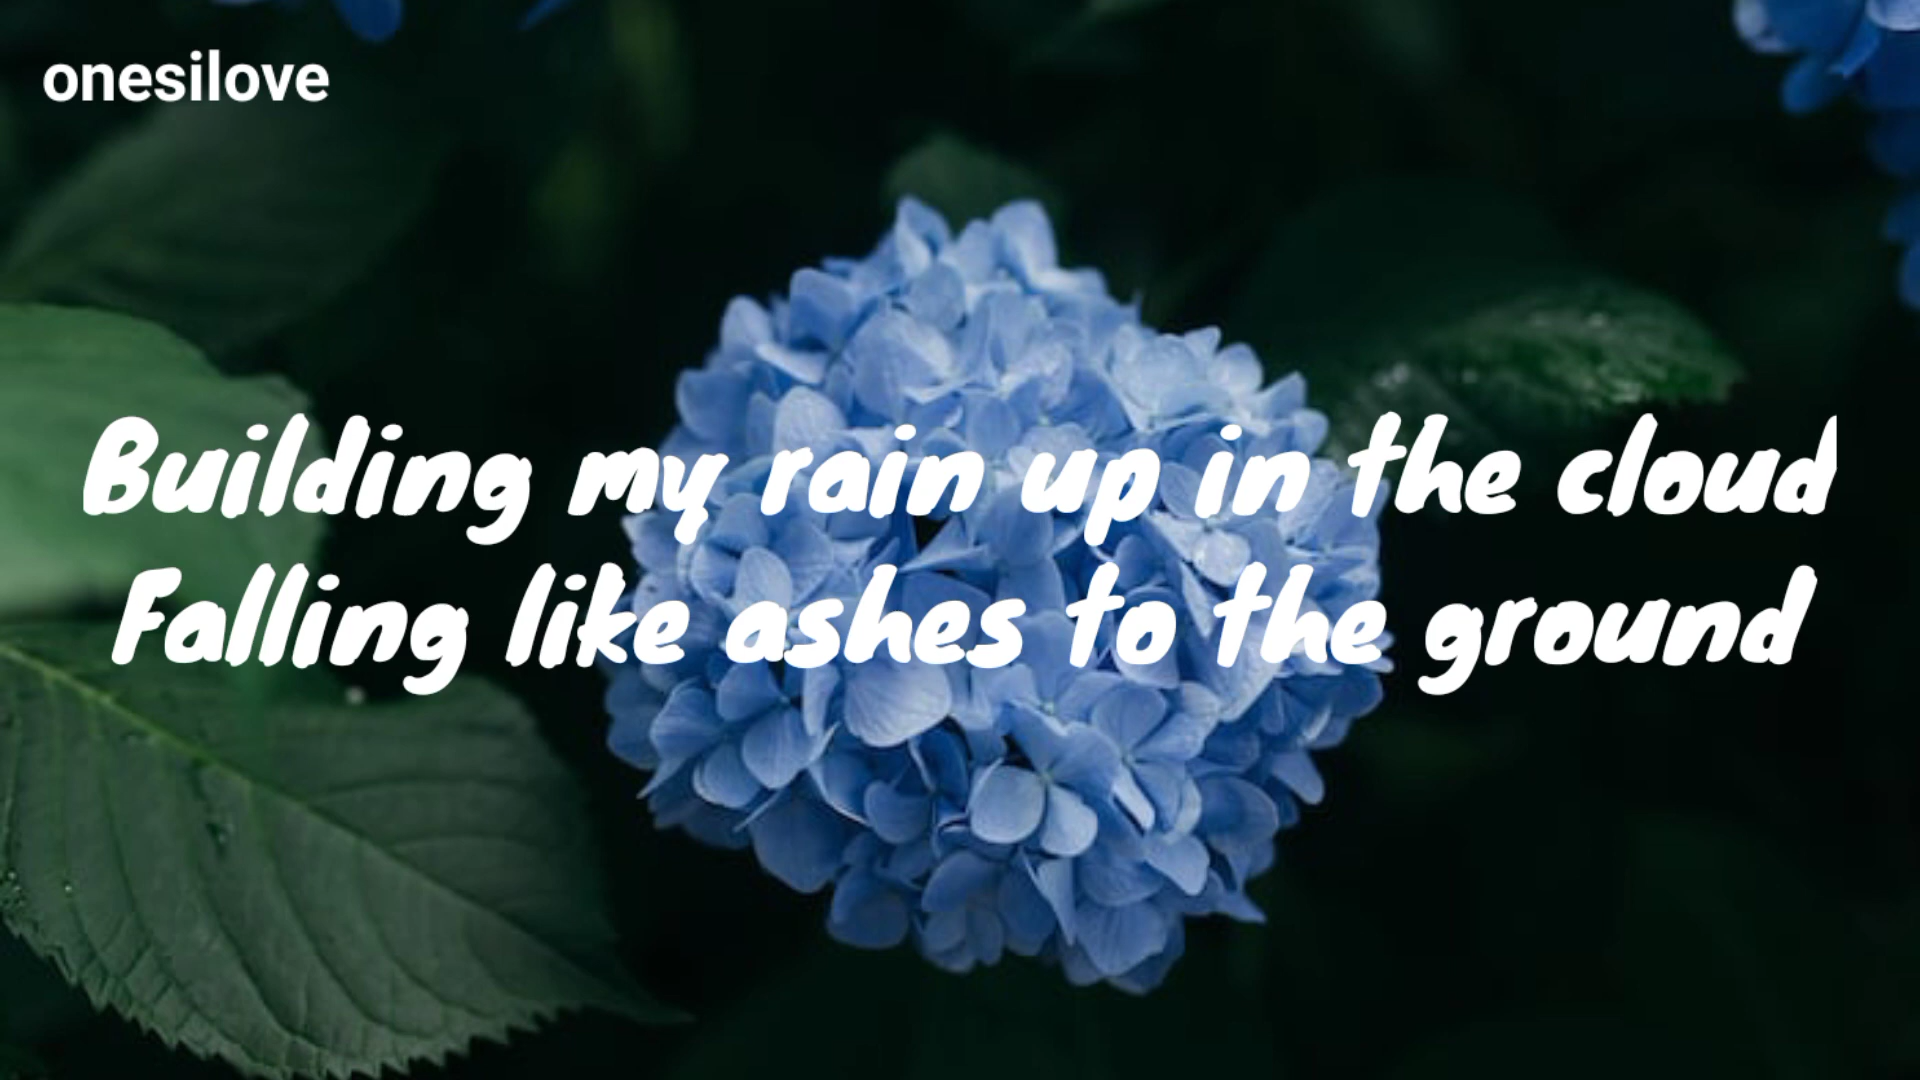 onesilove
Building my rain up in the cloud
Falling like ashes to the ground